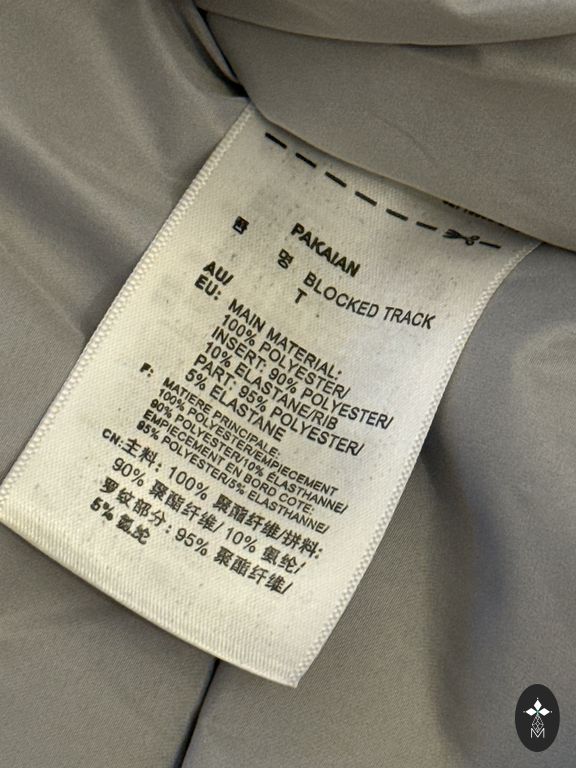 PAKAIAN
품 명 BLOCKED TRACK
T
AU/
EU: MAIN MATERIAL:
100% POLYESTER/
INSERT: 90% POLYESTER/
10% ELASTANE/RIB
PART: 95% POLYESTER/
5% ELASTANE
F: MATIERE PRINCIPALE:
100% POLYESTER/EMPIECEMENT
90% POLYESTER/10% ELASTHANNE/
EMPIECEMENT EN BORD COTE:
95% POLYESTER/5% ELASTHANNE/
CN: 主料: 100% 聚酯纤维/拼料:
90% 聚酯纤维/ 10% 氨纶/
罗纹部分: 95% 聚酯纤维/
5% 氨纶
M